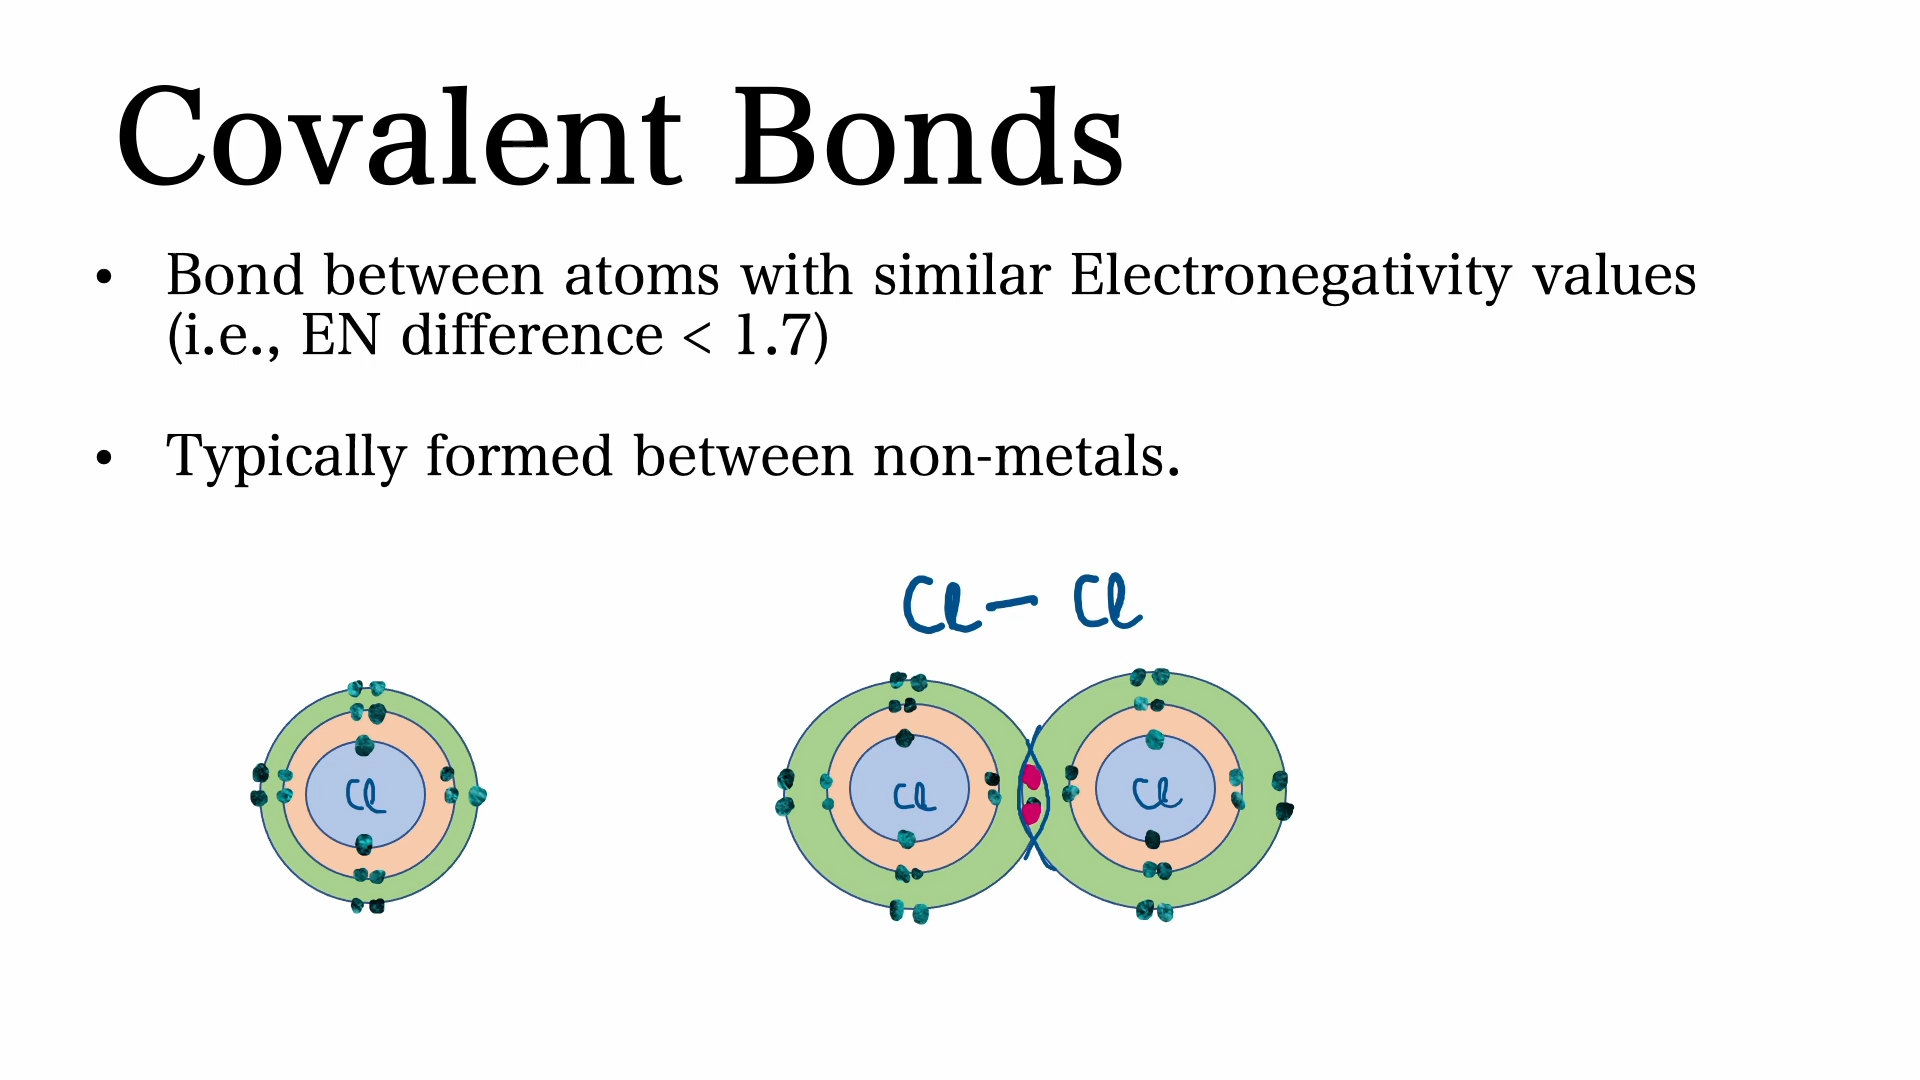 Covalent Bonds
• Bond between atoms with similar Electronegativity values
(i.e., EN difference < 1.7)
• Typically formed between non-metals.
Cl — Cl
Cl
Cl
Cl